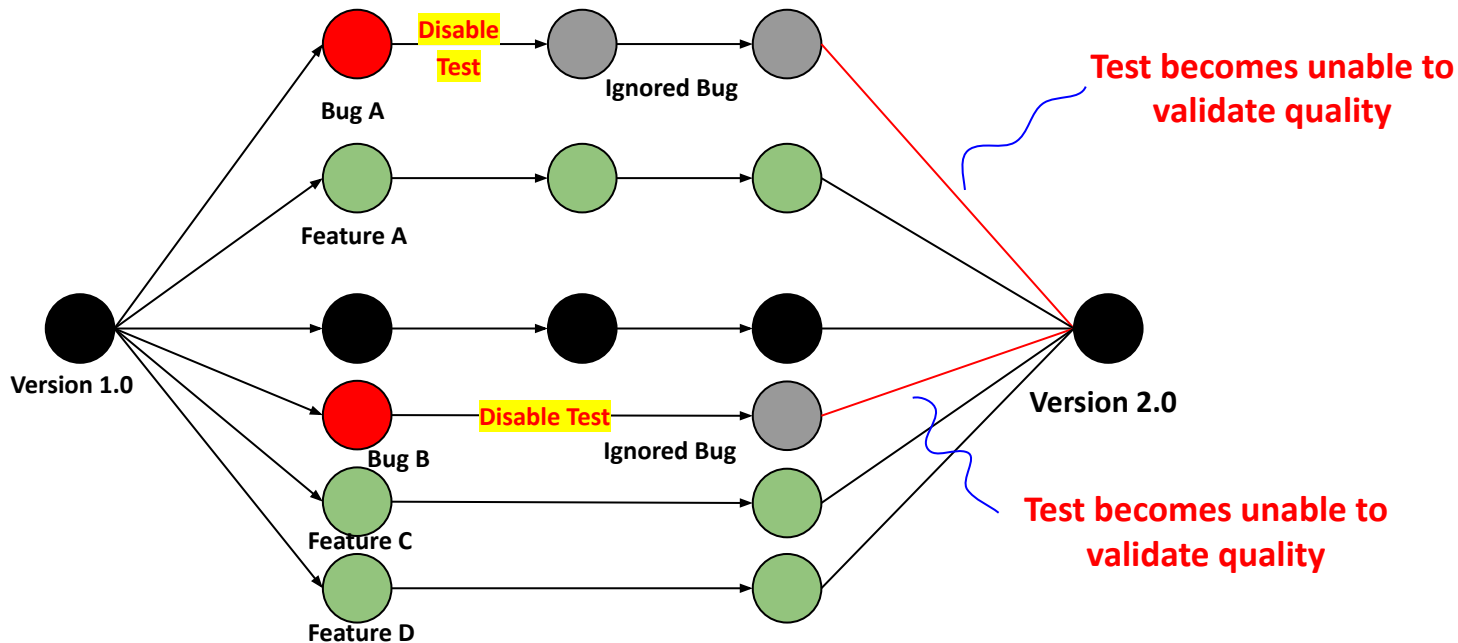 Disable
Test
Test becomes unable to
validate quality
Ignored Bug
Bug A
Feature A
Version 1.0
Version 2.0
Disable Test
Bug B
Ignored Bug
Feature C
Test becomes unable to
validate quality
Feature D